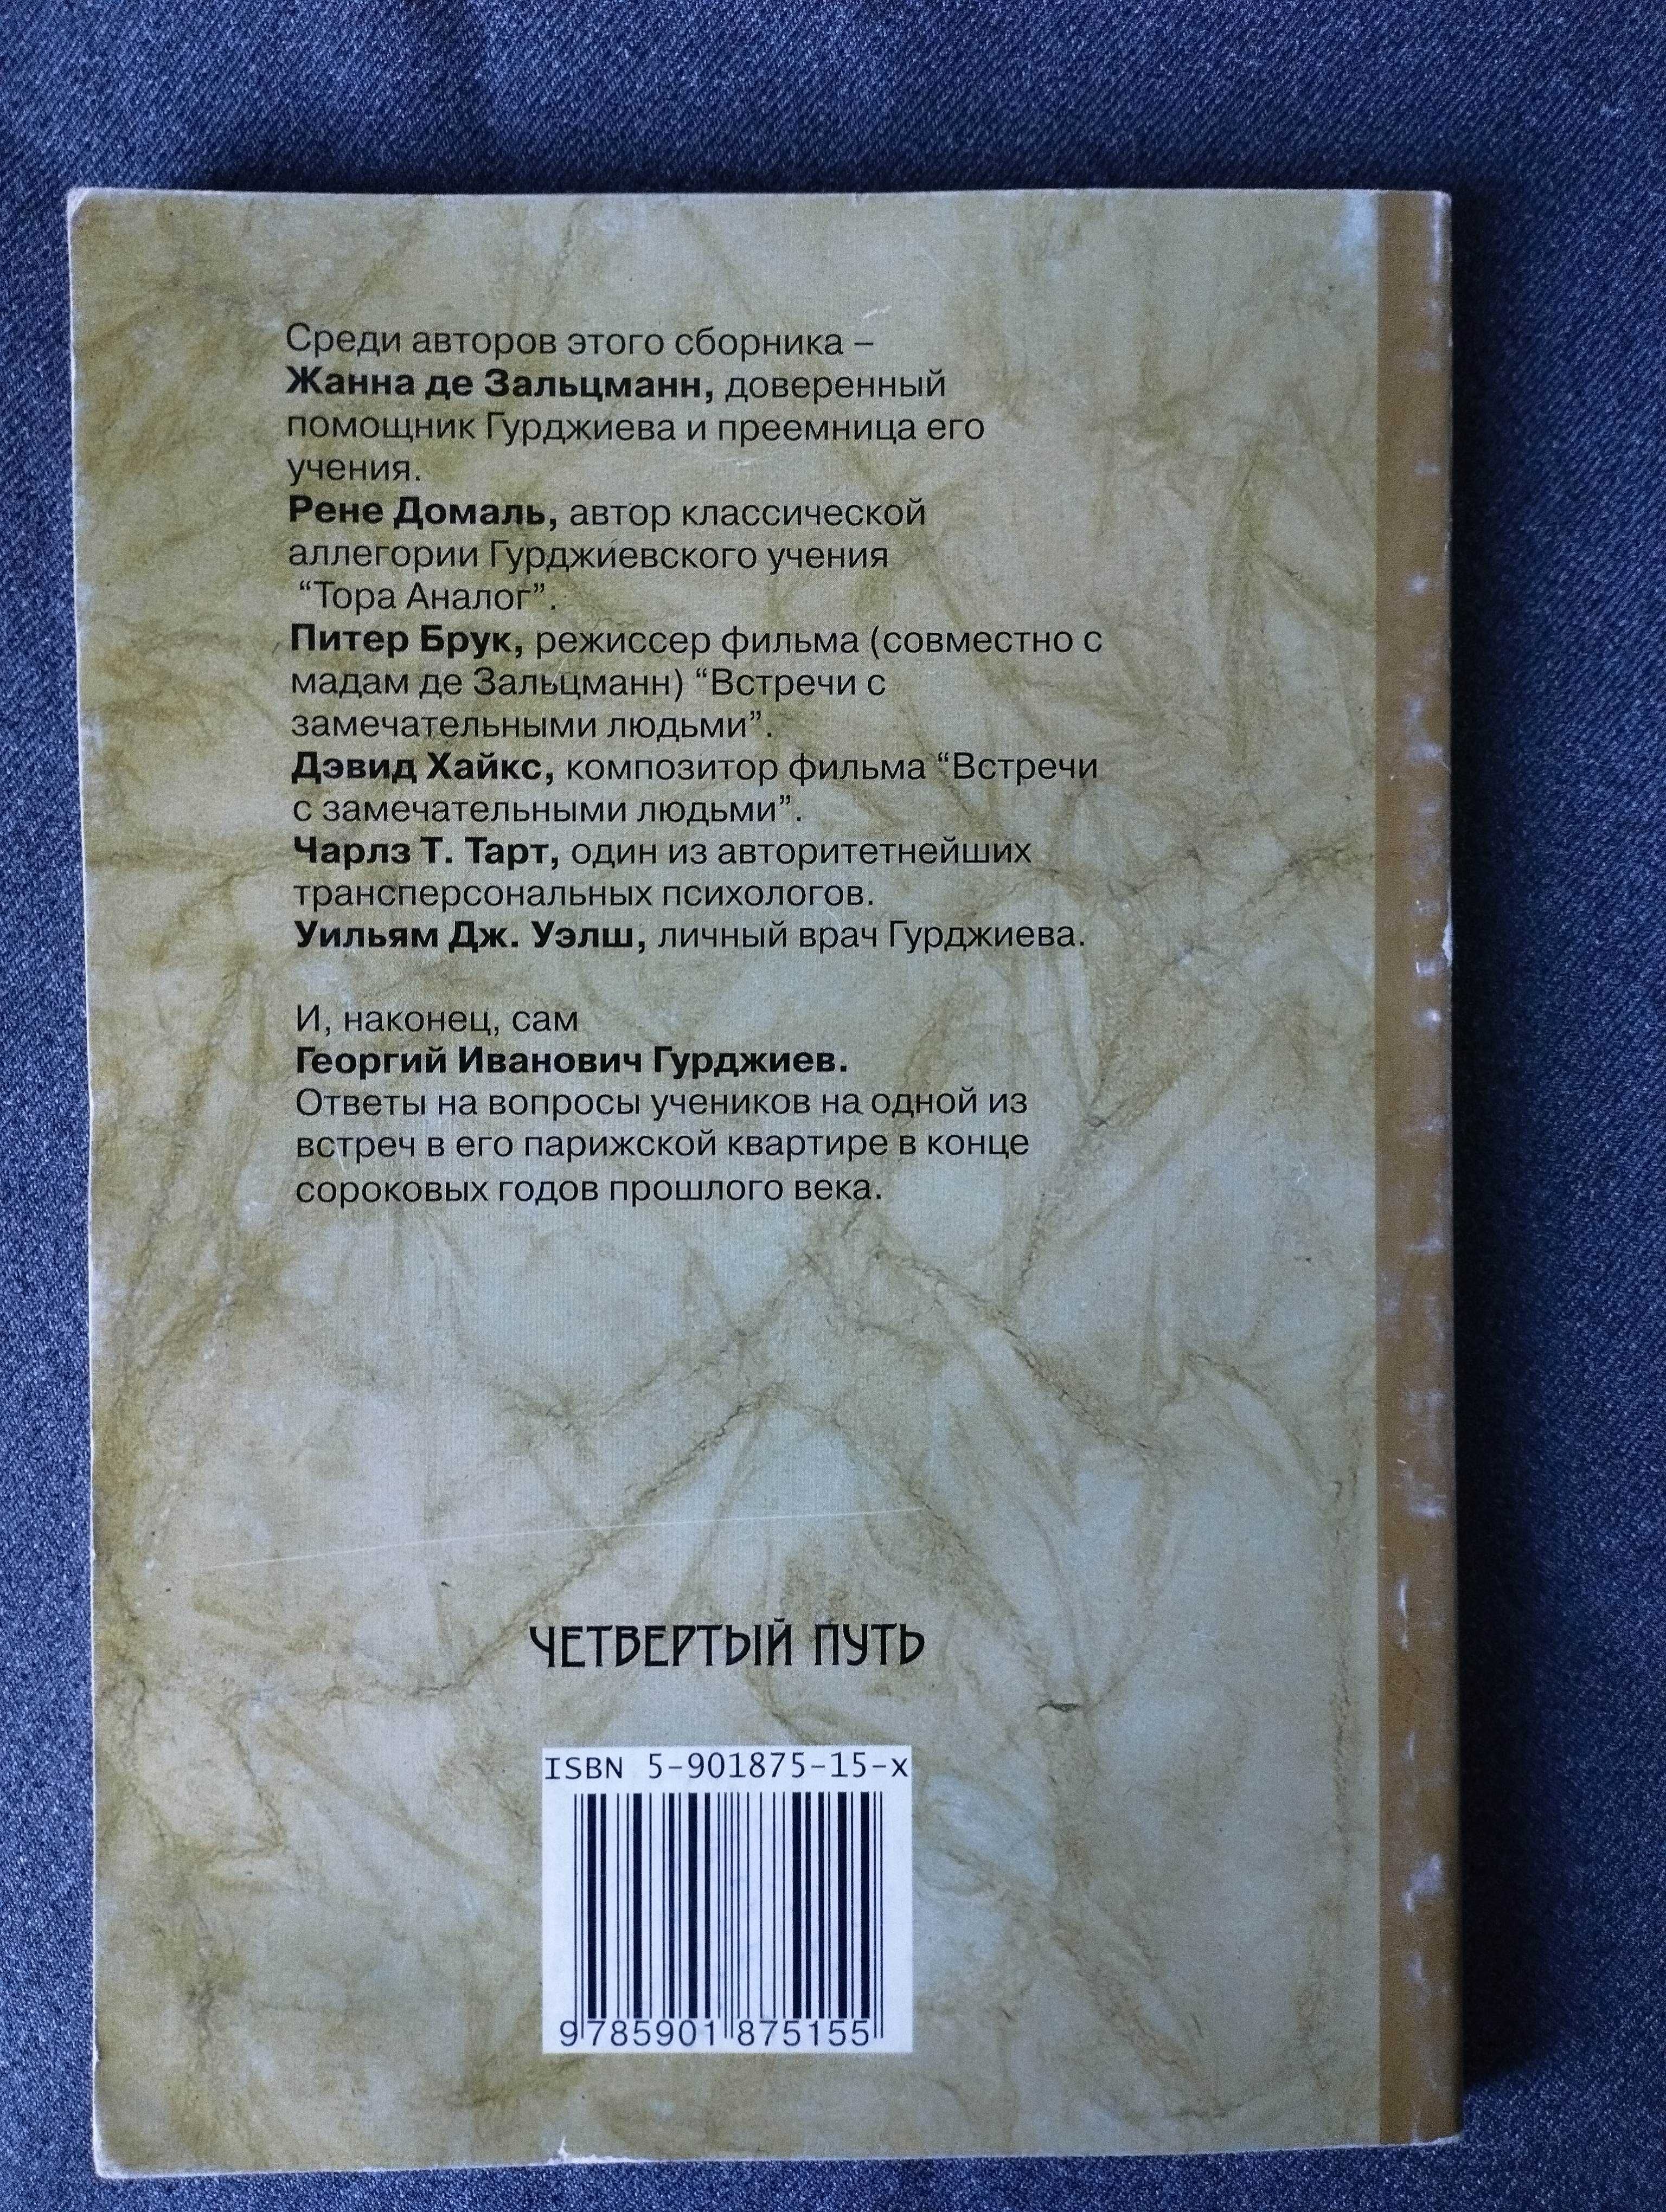 Среди авторов этого сборника –
Жанна де Зальцманн, доверенный
помощник Гурджиева и преемница его
учения.
Рене Домаль, автор классической
аллегории Гурджиевского учения
“Тора Аналог”.
Питер Брук, режиссер фильма (совместно с
мадам де Зальцманн) “Встречи с
замечательными людьми”.
Дэвид Хайкс, композитор фильма “Встречи
с замечательными людьми”.
Чарлз Т. Тарт, один из авторитетнейших
трансперсональных психологов.
Уильям Дж. Уэлш, личный врач Гурджиева.
И, наконец, сам
Георгий Иванович Гурджиев.
Ответы на вопросы учеников на одной из
встреч в его парижской квартире в конце
сороковых годов прошлого века.
ЧЕТВЕРТЫЙ ПУТЬ
ISBN 5-901875-15-x
9 785901 875155